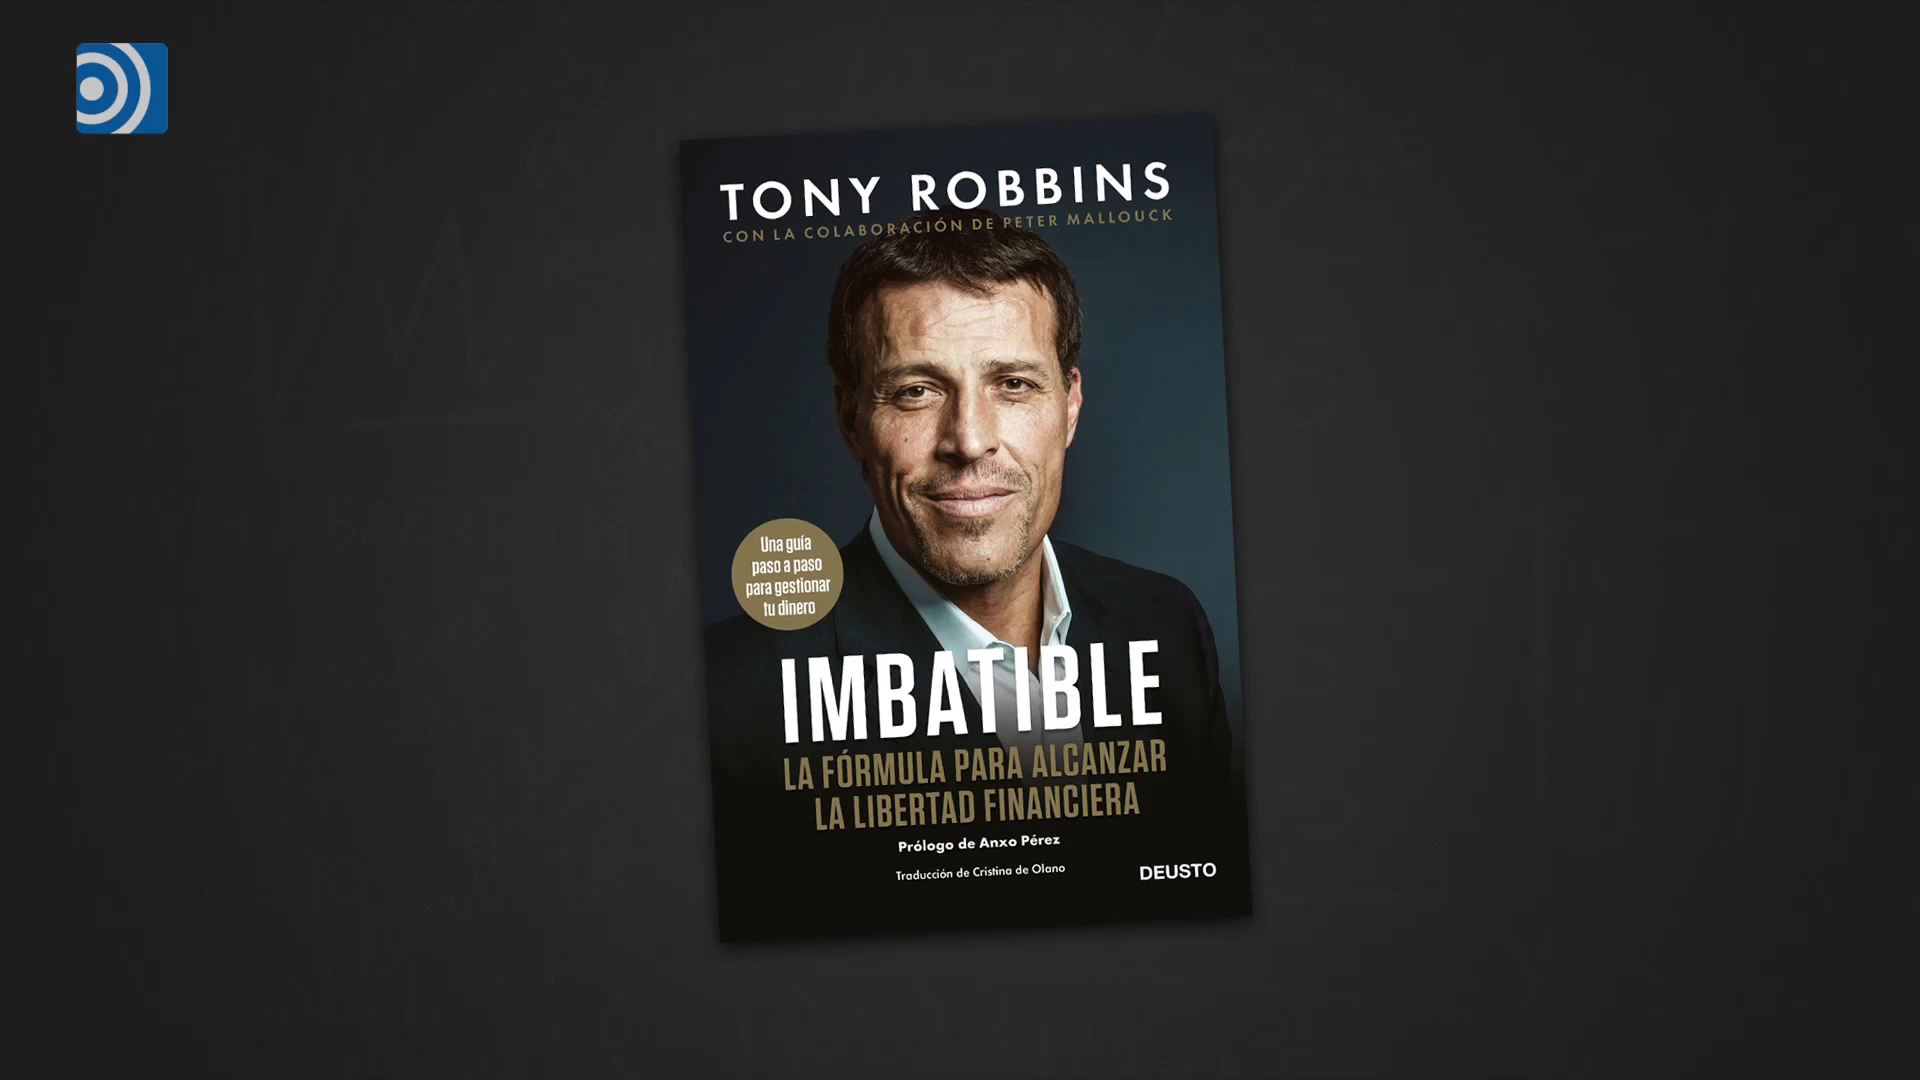 TONY ROBBINS
CON LA COLABORACIÓN DE PETER MALLOUCK
Una guía
paso a paso
para gestionar
tu dinero
IMBATIBLE
LA FÓRMULA PARA ALCANZAR
LA LIBERTAD FINANCIERA
Prólogo de Anxo Pérez
Traducción de Cristina de Olano
DEUSTO